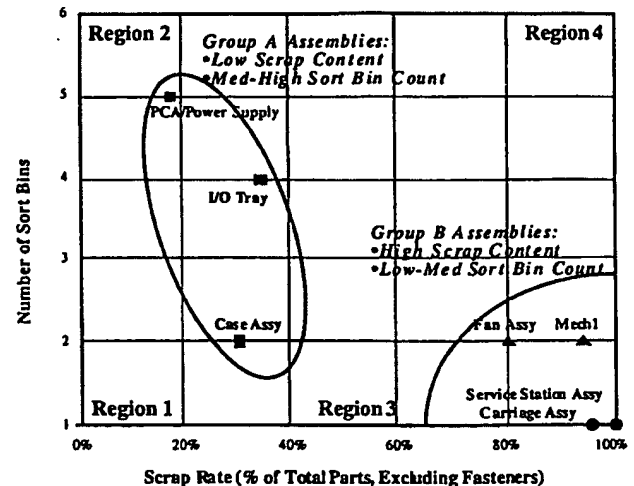 6
Region 2
Group A Assemblies:
•Low Scrap Content
•Med-High Sort Bin Count
Region 4
5
PCA/Power Supply
4
I/O Tray
Number of Sort Bins
3
Group B Assemblies:
•High Scrap Content
•Low-Med Sort Bin Count
Case Assy
Fan Assy
Mech1
2
Service Station Assy
Carriage Assy
Region 1
Region 3
1
0%
20%
40%
60%
80%
100%
Scrap Rate (% of Total Parts, Excluding Fasteners)